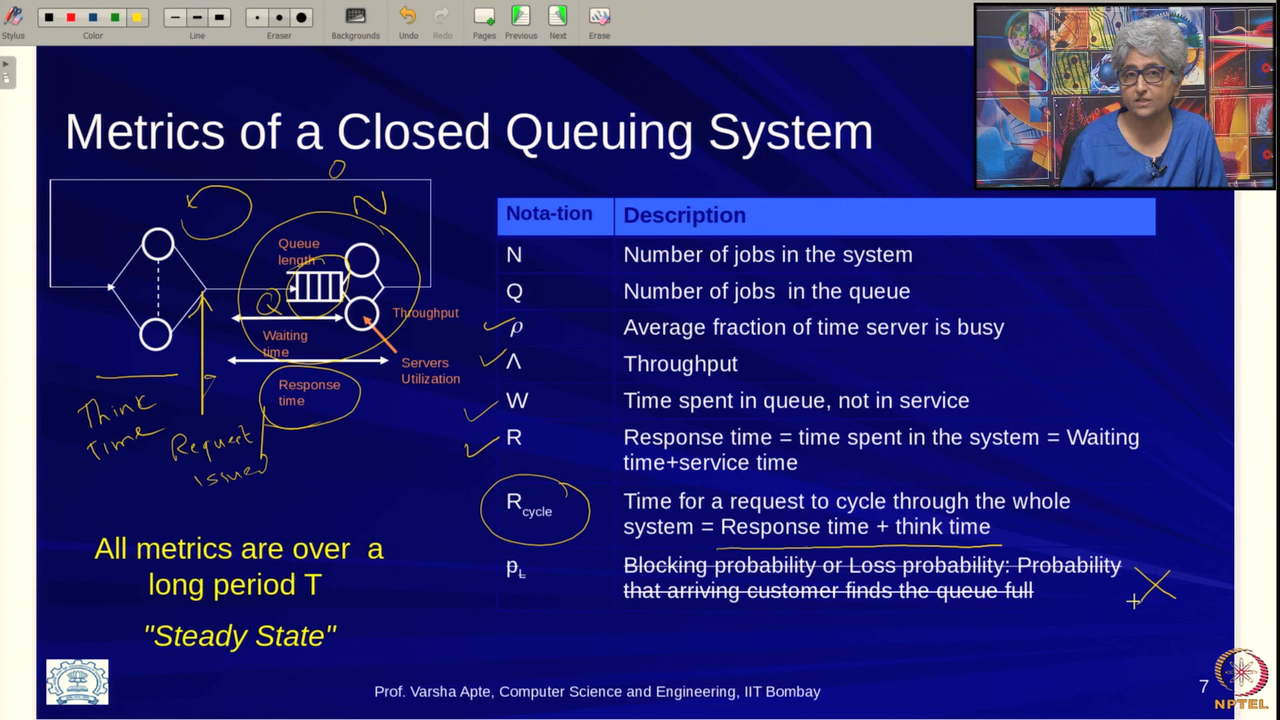 Stylus
Color
Line
Eraser
Backgrounds
Undo
Redo
Pages
Previous
Next
Erase
Metrics of a Closed Queuing System
N
Queue
length
Q
Throughput
Waiting
time
Servers
Utilization
Response
time
Think
Time
Request
issued
All metrics are over a
long period T
"Steady State"
Nota-tion Description
N Number of jobs in the system
Q Number of jobs in the queue
ρ Average fraction of time server is busy
Λ Throughput
W Time spent in queue, not in service
R Response time = time spent in the system = Waiting
time+service time
Rcycle Time for a request to cycle through the whole
system = Response time + think time
pL Blocking probability or Loss probability: Probability
that arriving customer finds the queue full
Prof. Varsha Apte, Computer Science and Engineering, IIT Bombay
7
NPTEL